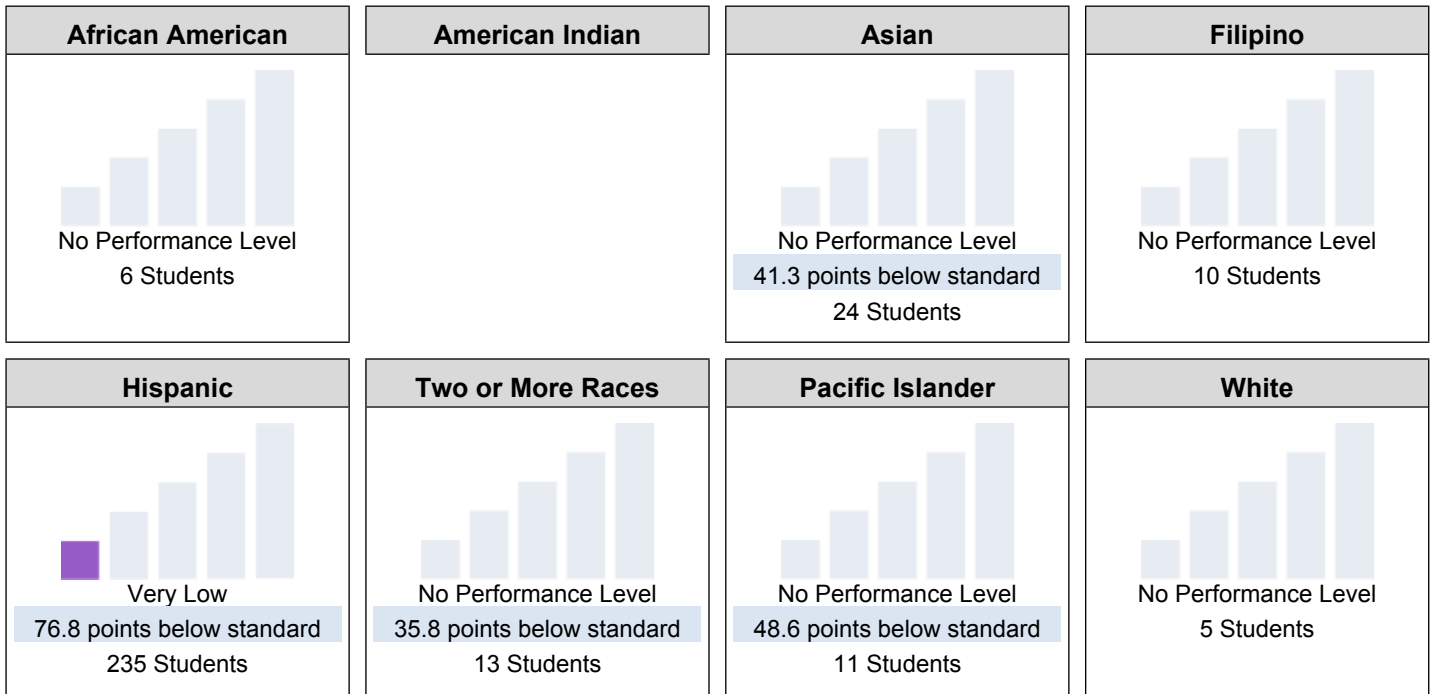 African American
No Performance Level
6 Students
American Indian
Asian
No Performance Level
41.3 points below standard
24 Students
Filipino
No Performance Level
10 Students
Hispanic
Very Low
76.8 points below standard
235 Students
Two or More Races
No Performance Level
35.8 points below standard
13 Students
Pacific Islander
No Performance Level
48.6 points below standard
11 Students
White
No Performance Level
5 Students